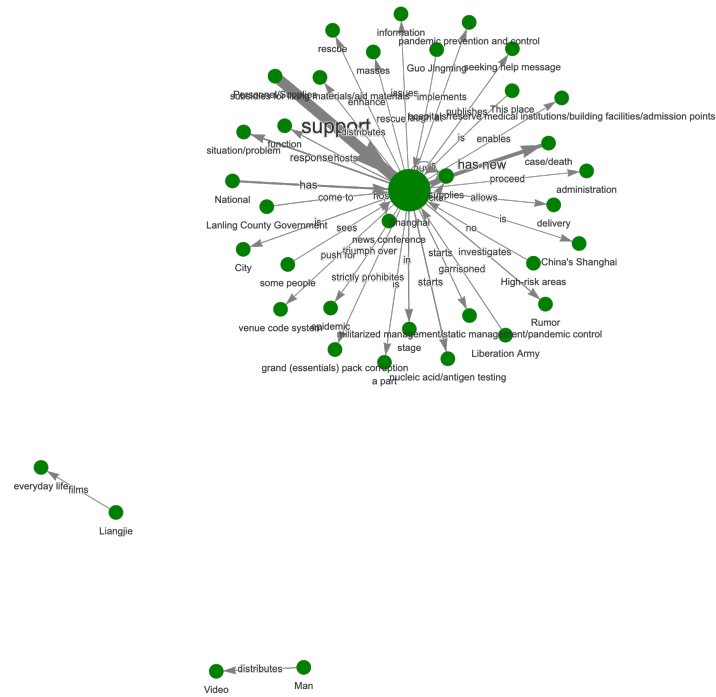 information
pandemic prevention and control
rescue
Guo Jingming
seeking help message
masses
Personnel/Supplies
subsidies for living materials/aid materials
issues
implements
enhance
publishes
This place
hospitals/reserve medical institutions/building facilities/admission points
rescue
support
distributes
is
enables
function
situation/problem
response
hosts
has-new
case/death
proceed
administration
National
has
supplies
allows
come to
Lanling County Government
Shanghai
delivery
is
sees
is
no
news conference
triumph over
push for
City
some people
in
starts
investigates
China's Shanghai
strictly prohibites
garrisoned
High-risk areas
is
starts
Rumor
venue code system
epidemic
militarized management/static management/pandemic control
stage
Liberation Army
grand (essentials) pack corruption
nucleic acid/antigen testing
a part
everyday life
films
Liangjie
distributes
Video
Man